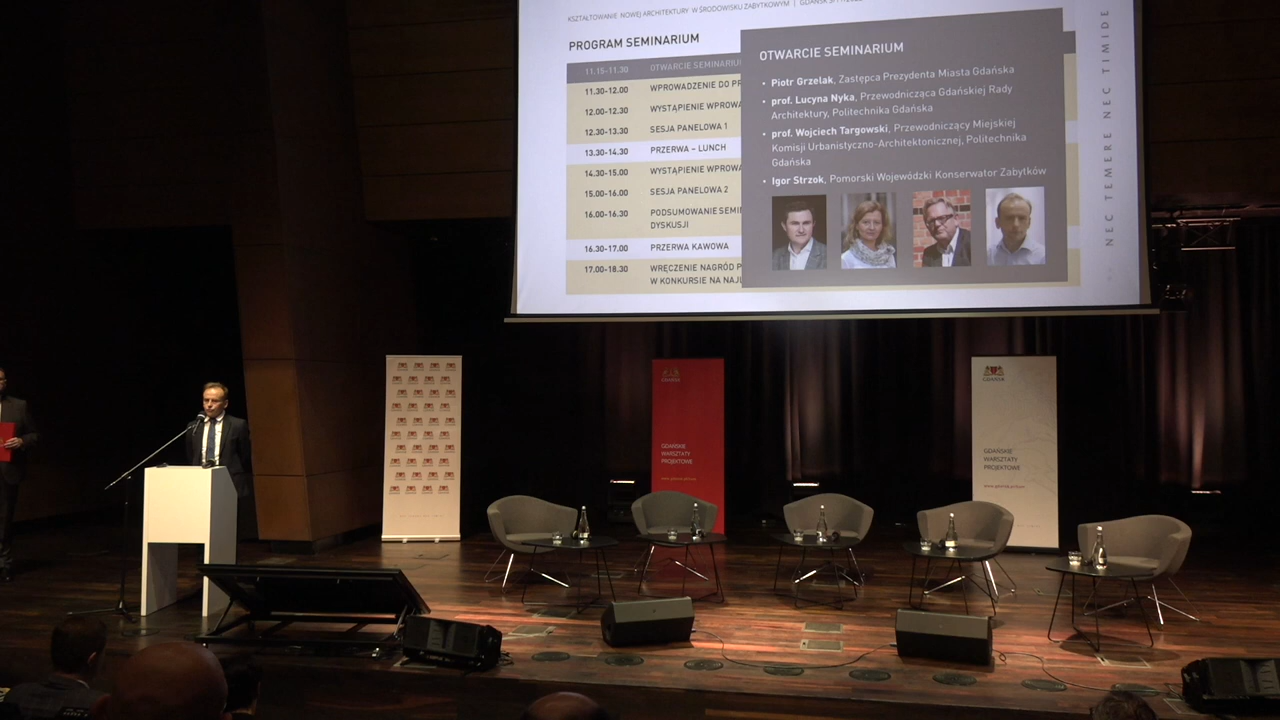 KSZTAŁTOWANIE NOWEJ ARCHITEKTURY W ŚRODOWISKU ZABYTKOWYM | GDAŃSK
PROGRAM SEMINARIUM
11.15-11.30 OTWARCIE SEMINARIUM
11.30-12.00 WPROWADZENIE DO
12.00-12.30 WYSTĄPIENIE
12.30-13.30 SESJA PANELOWA 1
13.30-14.30 PRZERWA – LUNCH
14.30-15.00 WYSTĄPIENIE
15.00-16.00 SESJA PANELOWA 2
16.00-16.30 PODSUMOWANIE
DYSKUSJI
16.30-17.00 PRZERWA KAWOWA
17.00-18.30 WRĘCZENIE NAGRÓD
W KONKURSIE NA
OTWARCIE SEMINARIUM
• Piotr Grzelak, Zastępca Prezydenta Miasta Gdańska
• prof. Lucyna Nyka, Przewodnicząca Gdańskiej Rady
Architektury, Politechnika Gdańska
• prof. Wojciech Targowski, Przewodniczący Miejskiej
Komisji Urbanistyczno-Architektonicznej, Politechnika
Gdańska
• Igor Strzok, Pomorski Wojewódzki Konserwator Zabytków
NEC TEMERE NEC TIMIDE
GDAŃSK
GDAŃSKIE
WARSZTATY
PROJEKTOWE
GDAŃSK
GDAŃSKIE
WARSZTATY
PROJEKTOWE